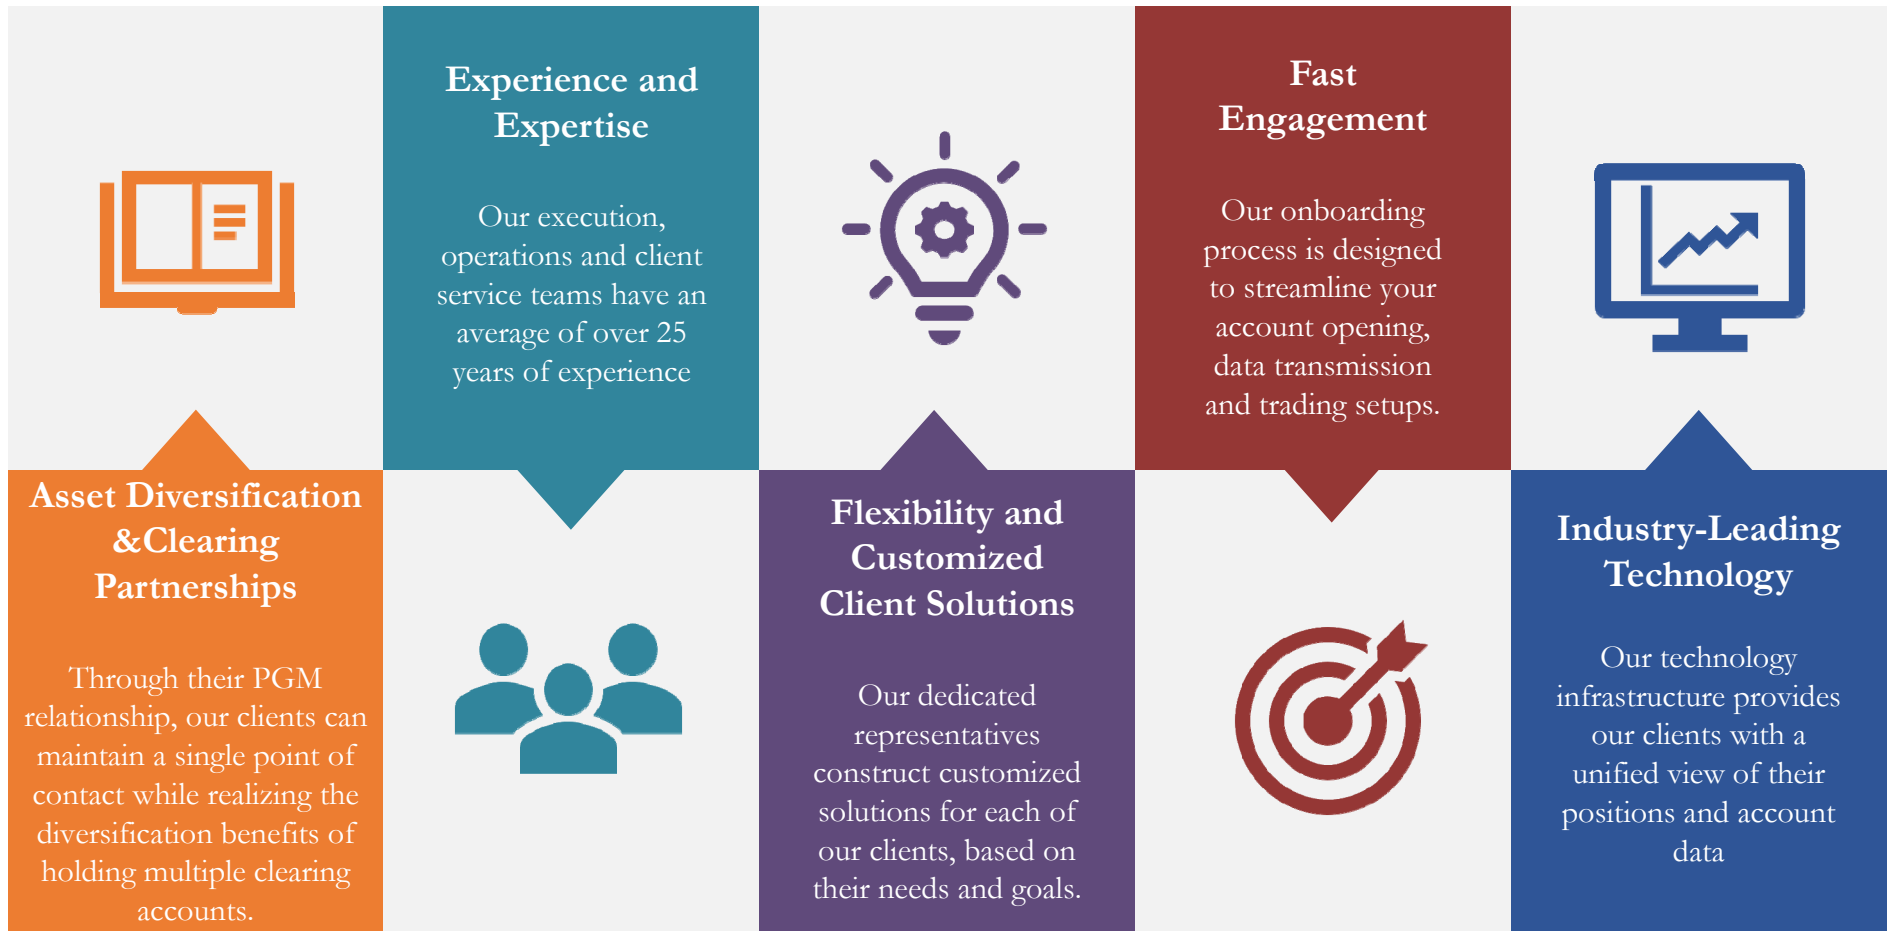 Asset Diversification
&Clearing
Partnerships
Through their PGM
relationship, our clients can
maintain a single point of
contact while realizing the
diversification benefits of
holding multiple clearing
accounts.
Experience and
Expertise
Our execution,
operations and client
service teams have an
average of over 25
years of experience
Flexibility and
Customized
Client Solutions
Our dedicated
representatives
construct customized
solutions for each of
our clients, based on
their needs and goals.
Fast
Engagement
Our onboarding
process is designed
to streamline your
account opening,
data transmission
and trading setups.
Industry-Leading
Technology
Our technology
infrastructure provides
our clients with a
unified view of their
positions and account
data